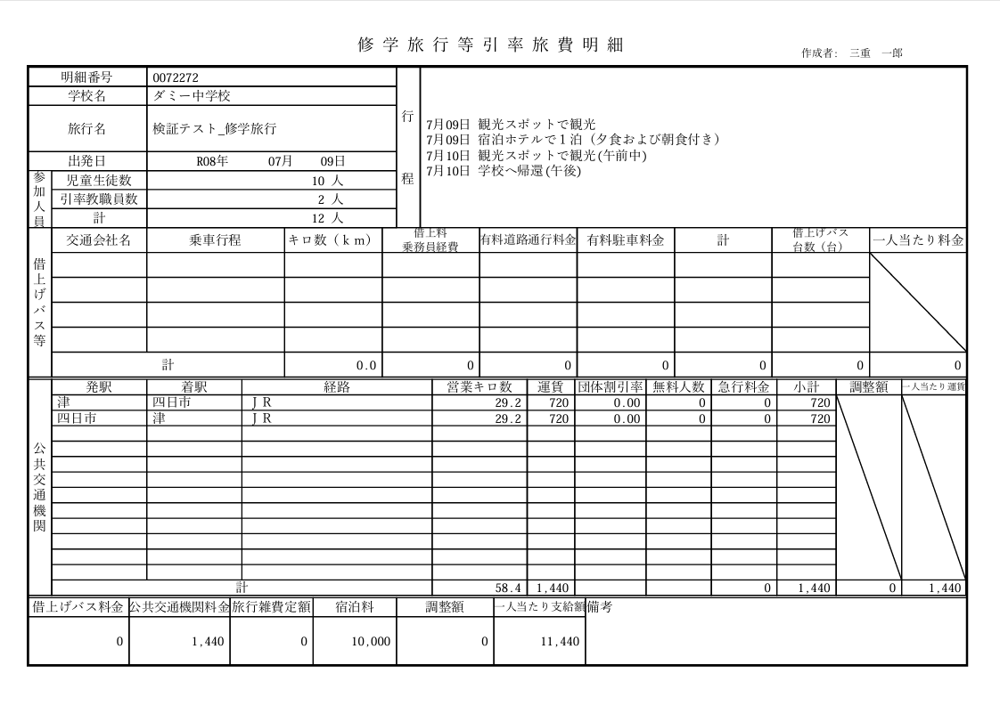 修学旅行等引率旅費明細
作成者: 三重 一郎
明細番号 0072272
学校名 ダミー中学校
旅行名 検証テスト_修学旅行
出発日 R08年 07月 09日
参加人員
児童生徒数 10 人
引率教職員数 2 人
計 12 人
行程
7月09日 観光スポットで観光
7月09日 宿泊ホテルで１泊（夕食および朝食付き）
7月10日 観光スポットで観光(午前中)
7月10日 学校へ帰還(午後)
借上げバス等
交通会社名 乗車行程 キロ数（ｋｍ） 借上料 乗務員経費 有料道路通行料金 有料駐車料金 計 借上げバス 台数（台） 一人当たり料金
計 0.0 0 0 0 0 0 0
公共交通機関
発駅 着駅 経路 営業キロ数 運賃 団体割引率 無料人数 急行料金 小計 調整額 一人当たり運賃
津 四日市 ＪＲ 29.2 720 0.00 0 0 720
四日市 津 ＪＲ 29.2 720 0.00 0 0 720
計 58.4 1,440 0 1,440 0 1,440
借上げバス料金 公共交通機関料金 旅行雑費定額 宿泊料 調整額 一人当たり支給額 備考
0 1,440 0 10,000 0 11,440